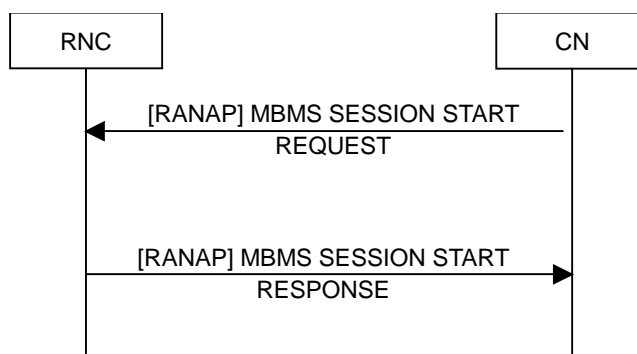 RNC
CN
[RANAP] MBMS SESSION START
REQUEST
[RANAP] MBMS SESSION START
RESPONSE